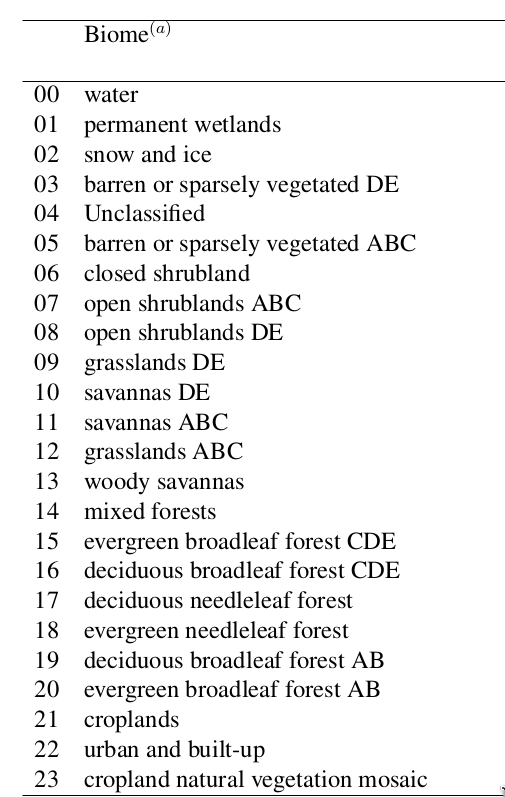 Biome(a)
00 water
01 permanent wetlands
02 snow and ice
03 barren or sparsely vegetated DE
04 Unclassified
05 barren or sparsely vegetated ABC
06 closed shrubland
07 open shrublands ABC
08 open shrublands DE
09 grasslands DE
10 savannas DE
11 savannas ABC
12 grasslands ABC
13 woody savannas
14 mixed forests
15 evergreen broadleaf forest CDE
16 deciduous broadleaf forest CDE
17 deciduous needleleaf forest
18 evergreen needleleaf forest
19 deciduous broadleaf forest AB
20 evergreen broadleaf forest AB
21 croplands
22 urban and built-up
23 cropland natural vegetation mosaic